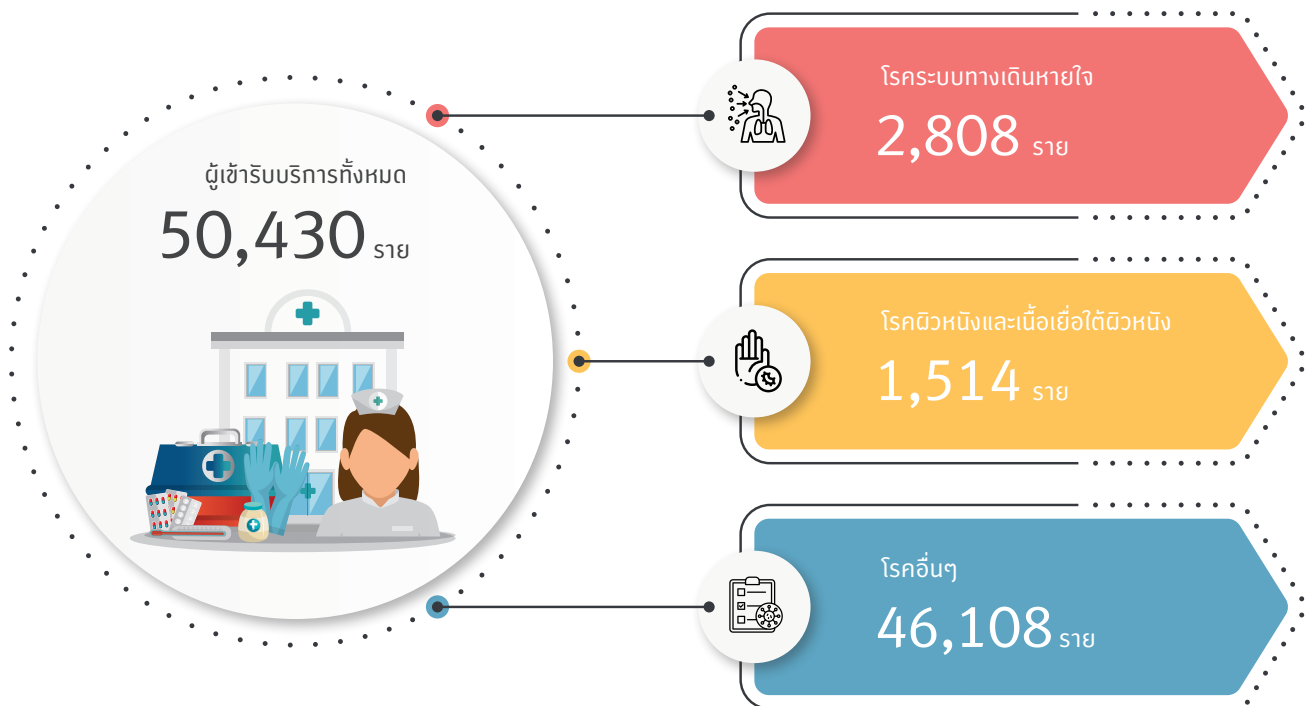 ผู้เข้ารับบริการทั้งหมด
50,430 ราย
โรคระบบทางเดินหายใจ
2,808 ราย
โรคผิวหนังและเนื้อเยื่อใต้ผิวหนัง
1,514 ราย
โรคอื่นๆ
46,108 ราย